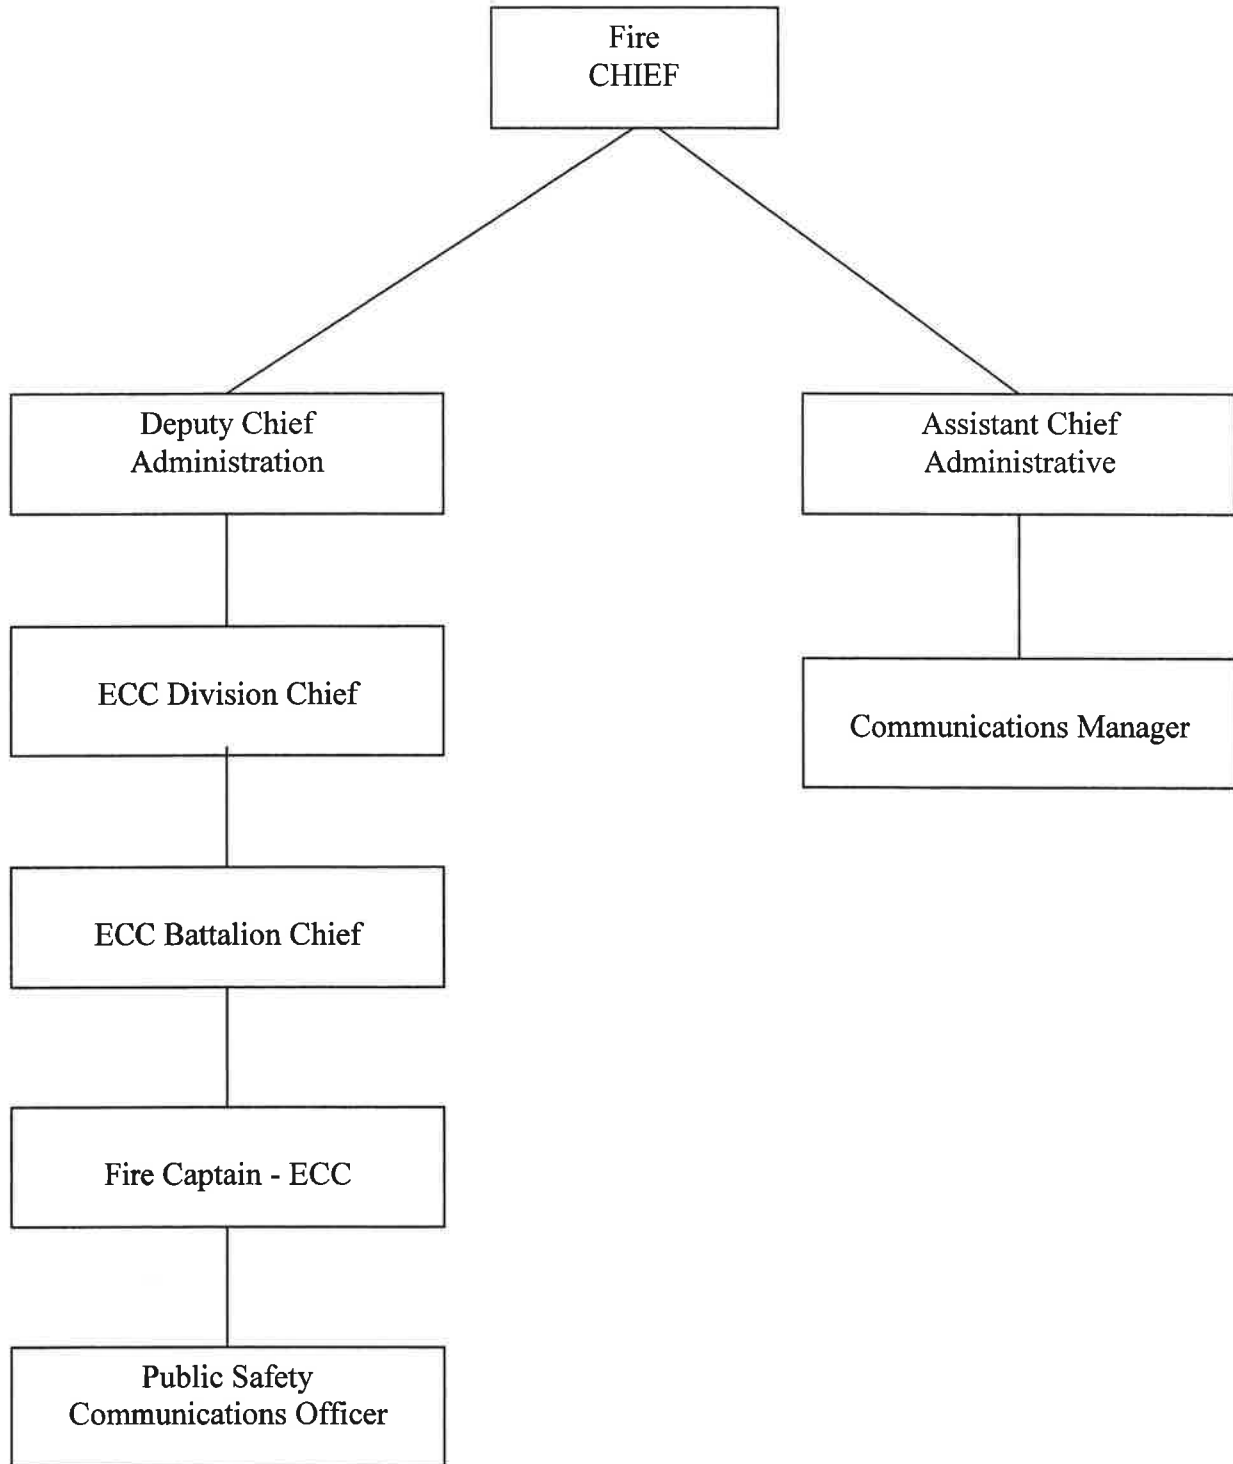 Fire
CHIEF
Deputy Chief
Administration
Assistant Chief
Administrative
ECC Division Chief
Communications Manager
ECC Battalion Chief
Fire Captain - ECC
Public Safety
Communications Officer